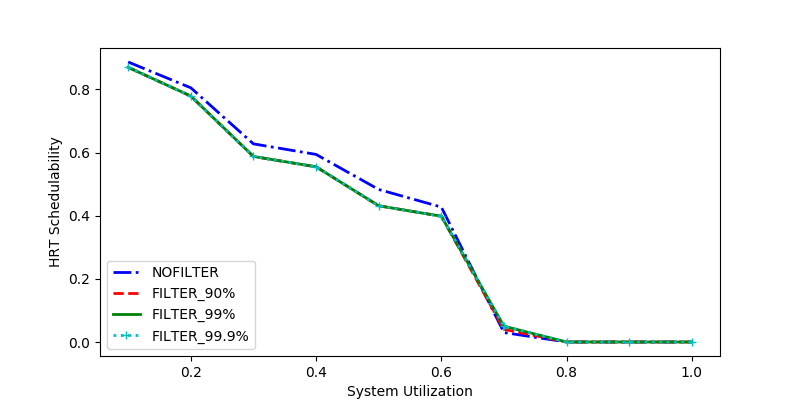 HRT Schedulability
0.8
0.6
0.4
0.2
0.0
NOFILTER
FILTER_90%
FILTER_99%
FILTER_99.9%
0.2 0.4 0.6 0.8 1.0
System Utilization